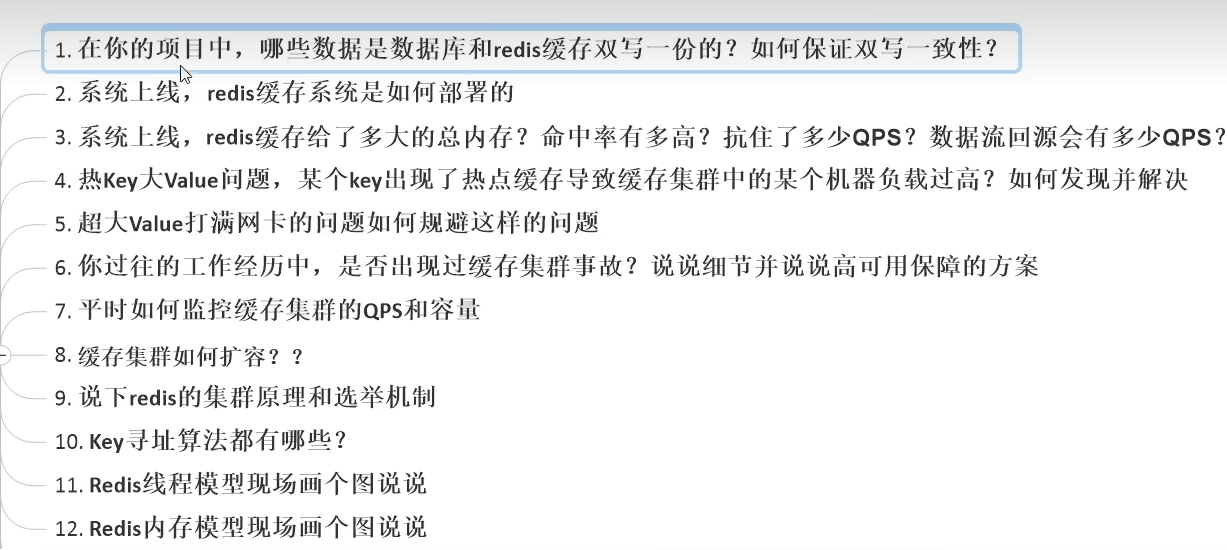 1. 在你的项目中，哪些数据是数据库和redis缓存双写一份的？如何保证双写一致性？
2. 系统上线，redis缓存系统是如何部署的
3. 系统上线，redis缓存给了多大的总内存？命中率有多高？抗住了多少QPS？数据流回源会有多少QPS？
4. 热Key大Value问题，某个key出现了热点缓存导致缓存集群中的某个机器负载过高？如何发现并解决
5. 超大Value打满网卡的问题如何规避这样的问题
6. 你过往的工作经历中，是否出现过缓存集群事故？说说细节并说说高可用保障的方案
7. 平时如何监控缓存集群的QPS和容量
8. 缓存集群如何扩容？？
9. 说下redis的集群原理和选举机制
10. Key寻址算法都有哪些？
11. Redis线程模型现场画个图说说
12. Redis内存模型现场画个图说说